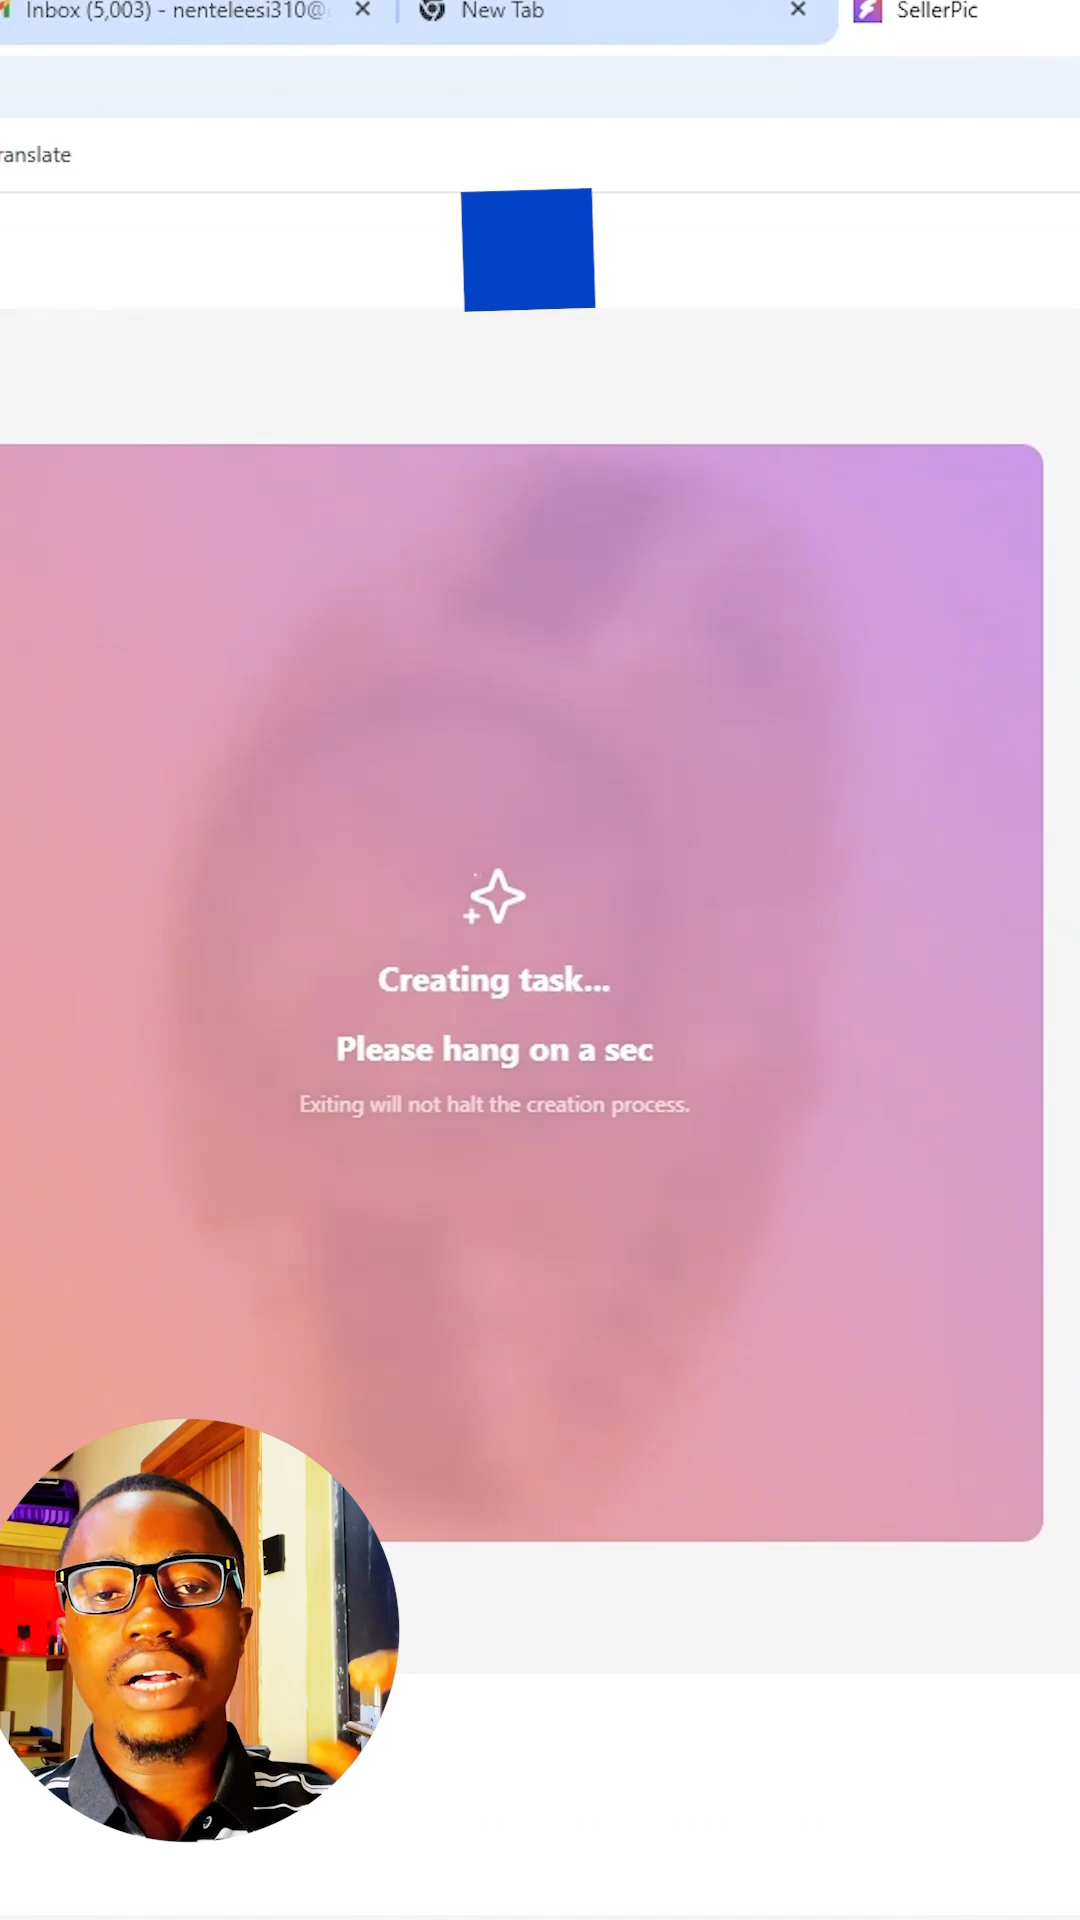 Inbox (5,003) - nenteleesi310@
New Tab
SellerPic
ranslate
Creating task...
Please hang on a sec
Exiting will not halt the creation process.